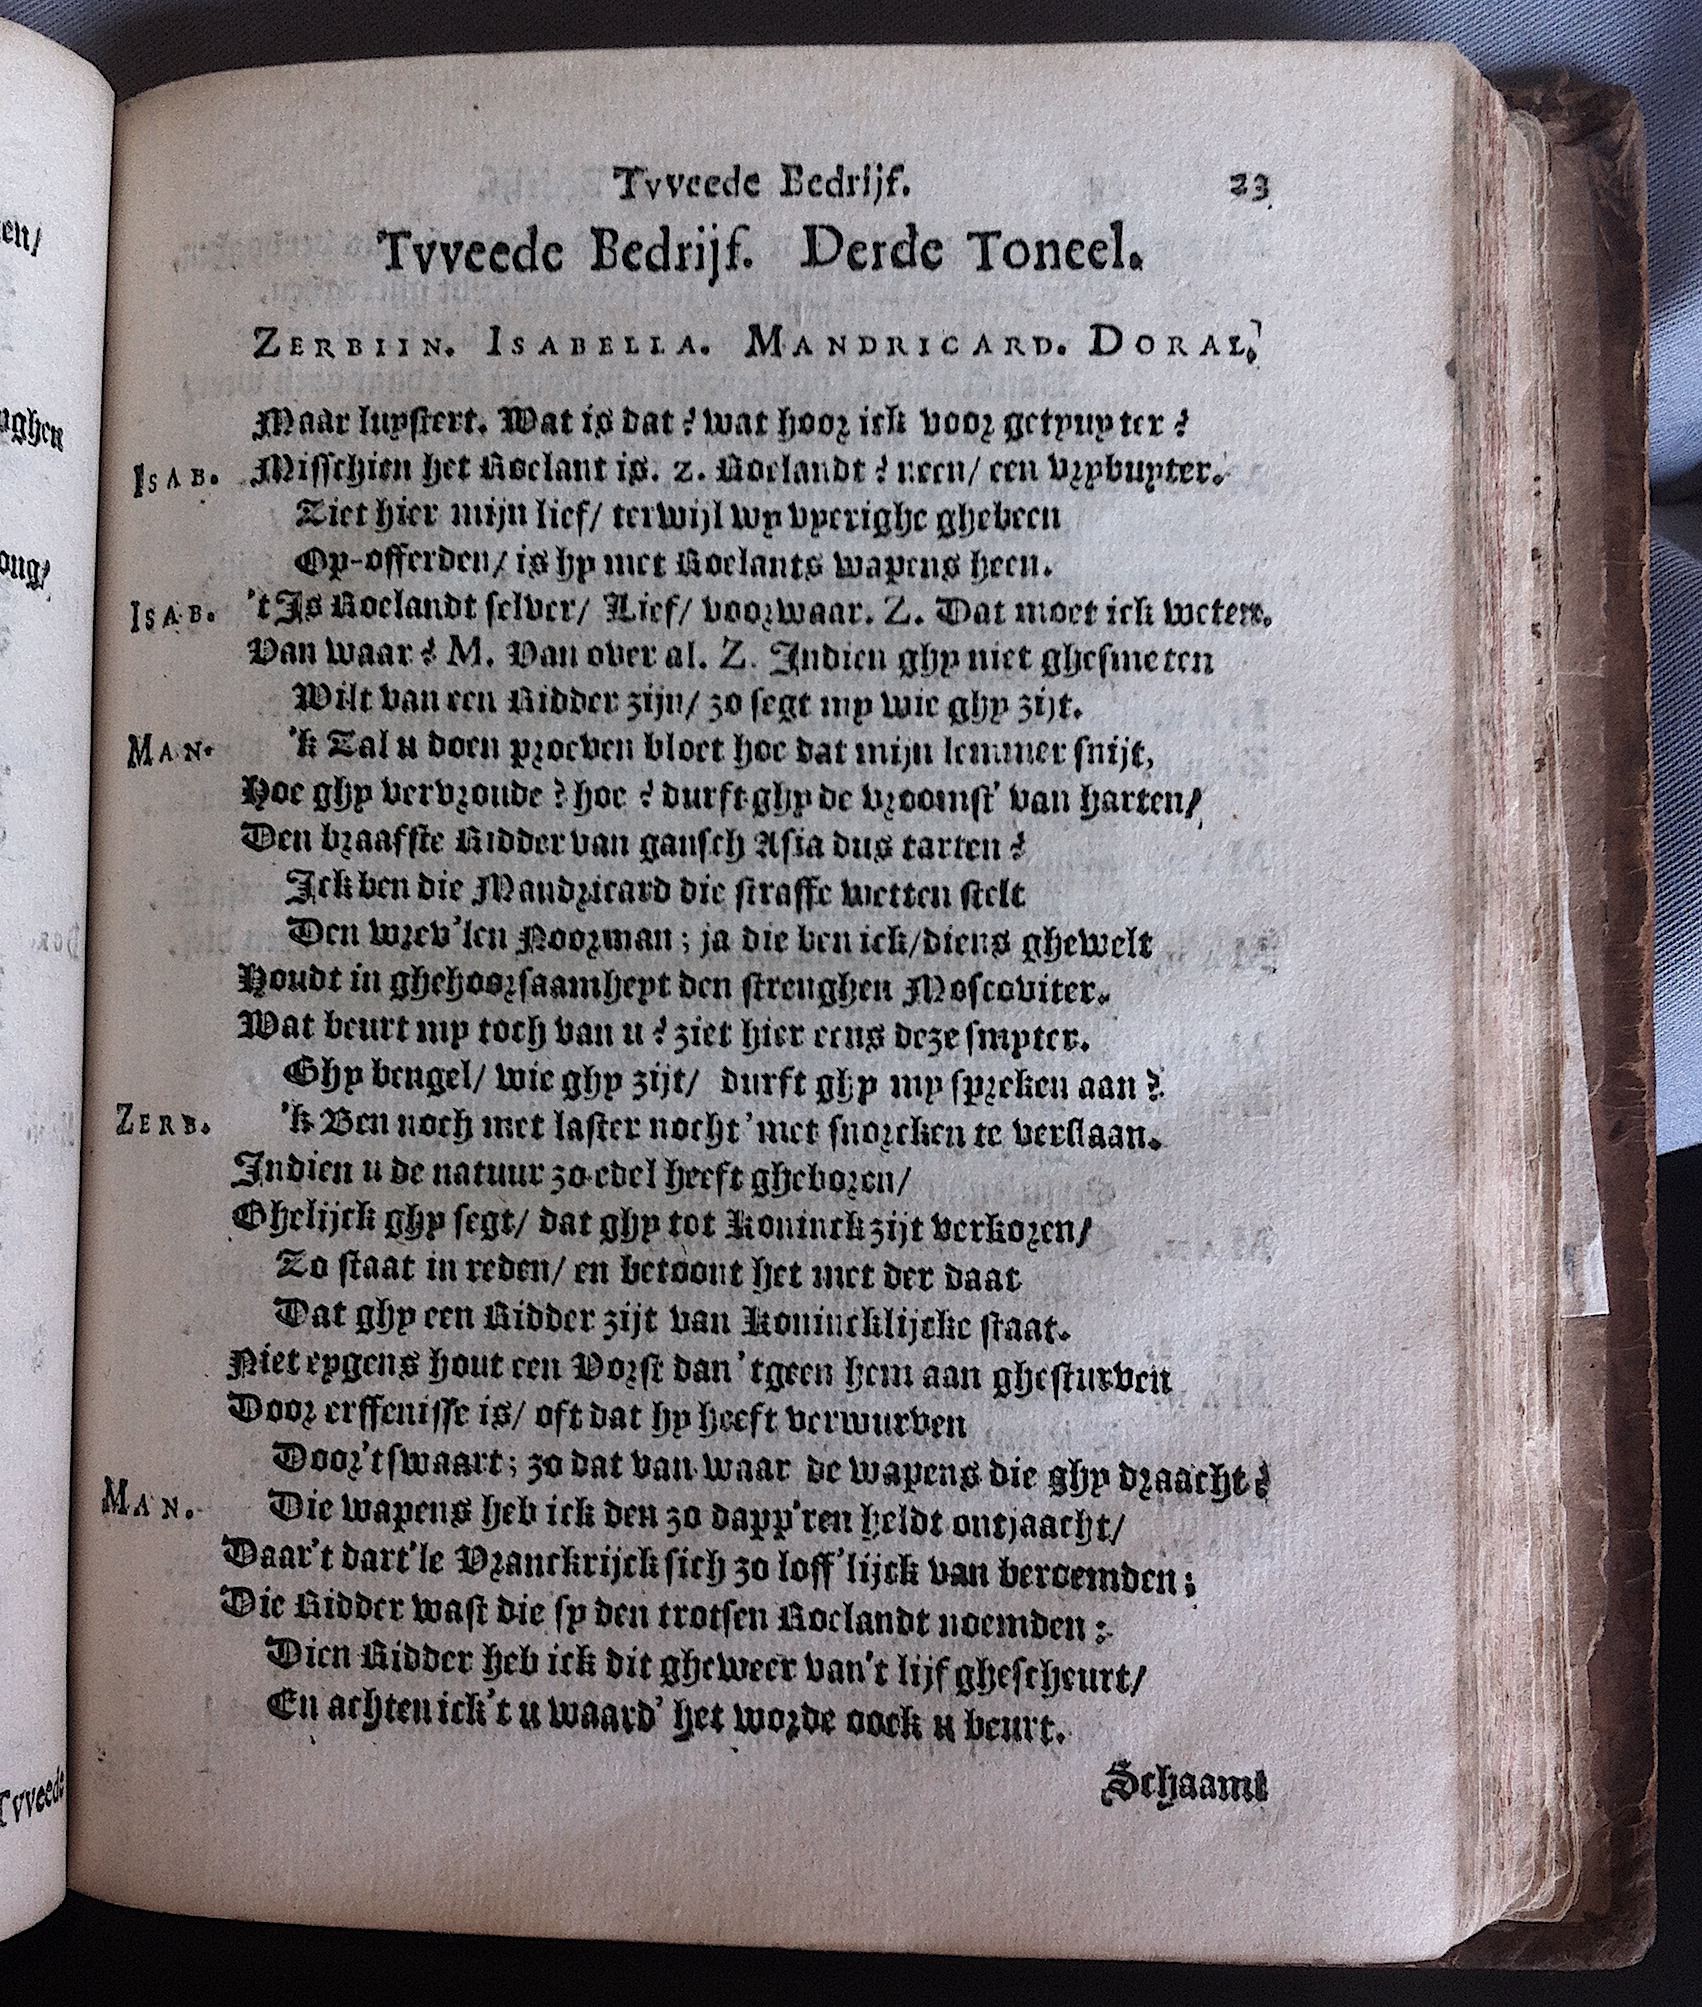 Tvveede Bedrijf. 23
Tvveede Bedrijf. Derde Toneel.
ZERBIIN. ISABELLA. MANDRICARD. DORAL.
Maar luystert. Wat is dat? wat hoor ick voor getpuyter?
ISAB. Misschien het Roelant is. Z. Roelandt? neen/ een vrybuyter.
Ziet hier mijn lief/ terwijl wy vyerighe ghebeen
Op-offerden/ is hy met Roelants wapens heen.
ISAB. 't Is Roelandt selver/ Lief/ voorwaar. Z. Dat moet ick weten.
Van waar? M. Van over al. Z. Indien ghy niet ghesmeten
Wilt van een Ridder zijn/ zo segt my wie ghy zijt.
MAN. 'k Zal u doen proeven bloet hoe dat mijn lemmer snijt,
Hoe ghy vervroude? hoe? durft ghy de vroomst' van harten/
Den braafste Ridder van gansch Asia dus tarten?
Ick ben die Mandricard die straffe wetten stelt
Den wrev'len Noorman; ja die ben ick/ diens ghewelt
Houdt in ghehoorsaamheyt den strenghen Moscoviter.
Wat beurt my toch van u? ziet hier eens deze smyter.
Ghy bengel/ wie ghy zijt/ durft ghy my spreken aan?
ZERB. 'k Ben noch met laster nocht' met snorcken te verslaan.
Indien u de natuur zo edel heeft gheboren/
Ghelijck ghy segt/ dat ghy tot Koninck zijt verkozen/
Zo staat in reden/ en betoont het met der daat
Dat ghy een Ridder zijt van Konincklijcke staat.
Niet eygens hout een Vorst dan 'tgeen hem aan ghesturven
Door erffenisse is/ oft dat hy heeft verwurven
Door 'tswaart; zo dat van waar de wapens die ghy draacht?
MAN. Die wapens heb ick den zo dapp'ren heldt ontjaacht/
Daar't dart'le Vranckrijck sich zo loff'lijck van beroemden;
Die Ridder wast die sy den trotsen Roelandt noemden:
Dien Ridder heb ick dit gheweer van't lijf ghescheurt/
En achten ick't u waard' het worde oock u beurt.
Schaamt